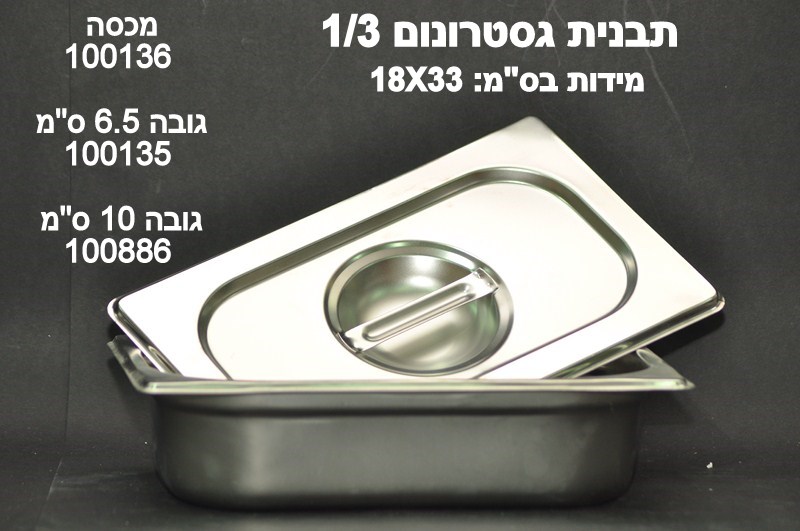 תבנית גסטרונום 1/3
מידות בס"מ: 18X33
מכסה
100136
גובה 6.5 ס"מ
100135
גובה 10 ס"מ
100886